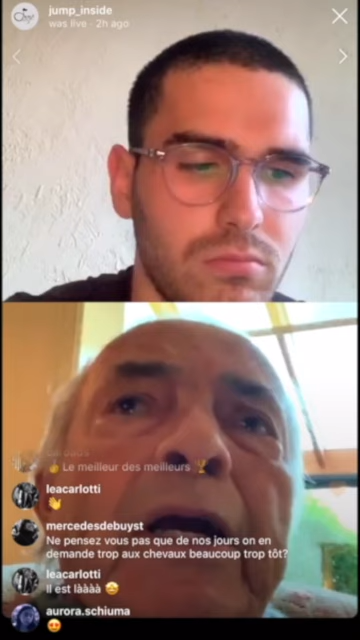 jump_inside
was live · 2h ago
Le meilleur des meilleurs
leacarlotti
mercedesdebuyst
Ne pensez vous pas que de nos jours on en
demande trop aux chevaux beaucoup trop tôt?
leacarlotti
Il est làààà 🤩
aurora.schiuma
😍